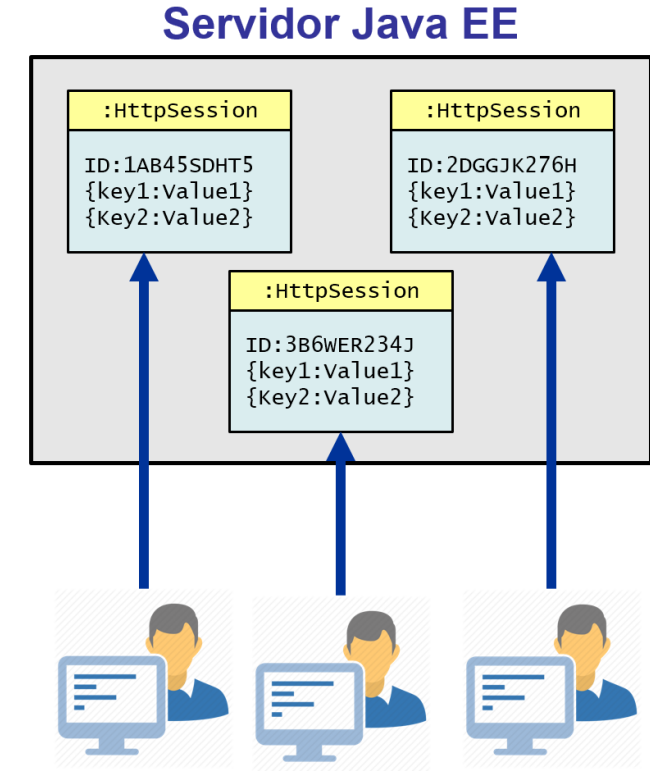 Servidor Java EE
:HttpSession
ID:1AB45SDHT5
{key1:Value1}
{Key2:Value2}
:HttpSession
ID:2DGGJK276H
{key1:Value1}
{Key2:Value2}
:HttpSession
ID:3B6WER234J
{key1:Value1}
{Key2:Value2}